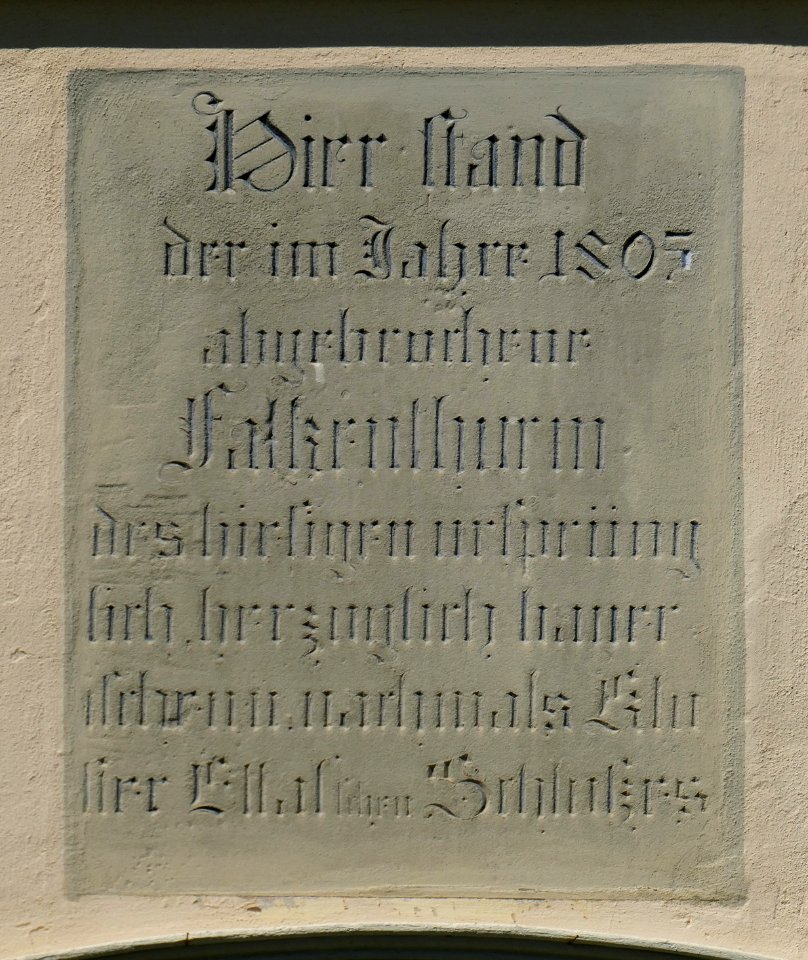 Hier stand
der im Jahre 1805
abgebrochene
Falkenthurm
des hiesigen ursprüng
lich herzoglich bayer
ischen u. nachmals Klo
ster Ettalschen Schloßes